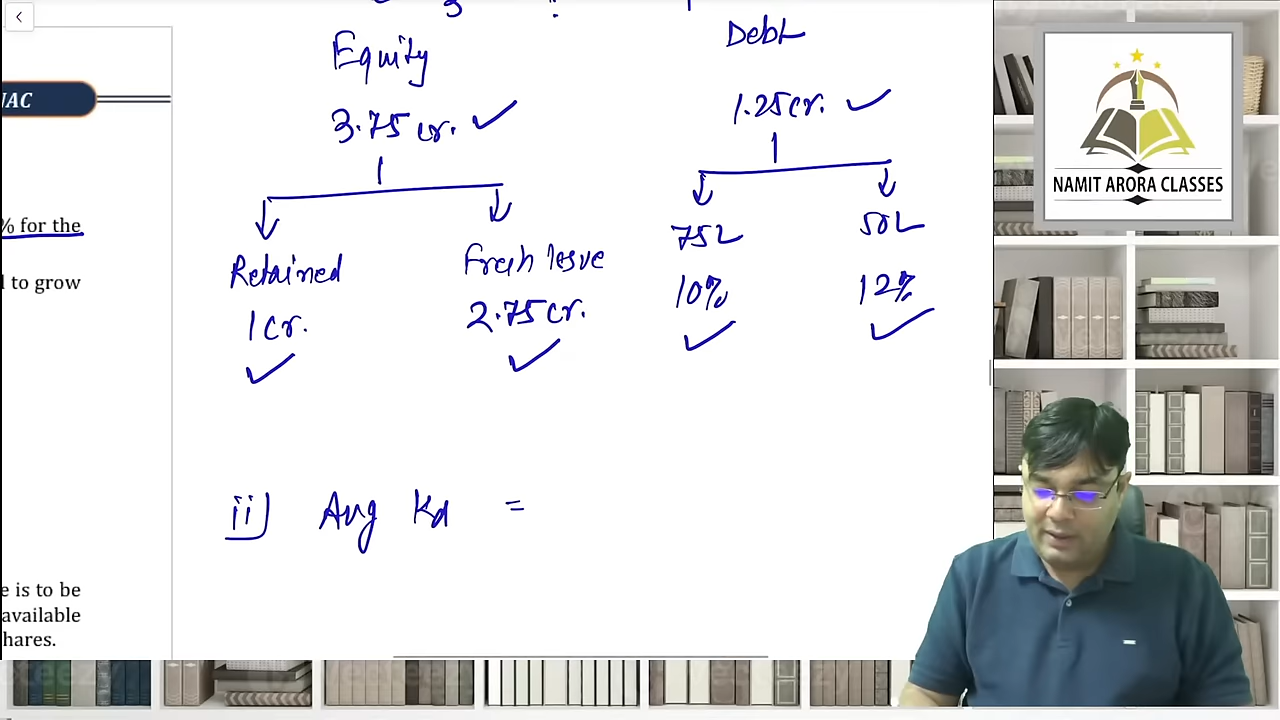 IAC
% for the
l to grow
e is to be
available
hares.
Equity
3.75 cr.
Retained
1 cr.
Fresh Issue
2.75 cr.
Debt
1.25 cr.
75L
10%
50L
12%
ii) Avg Kd =
NAMIT ARORA CLASSES